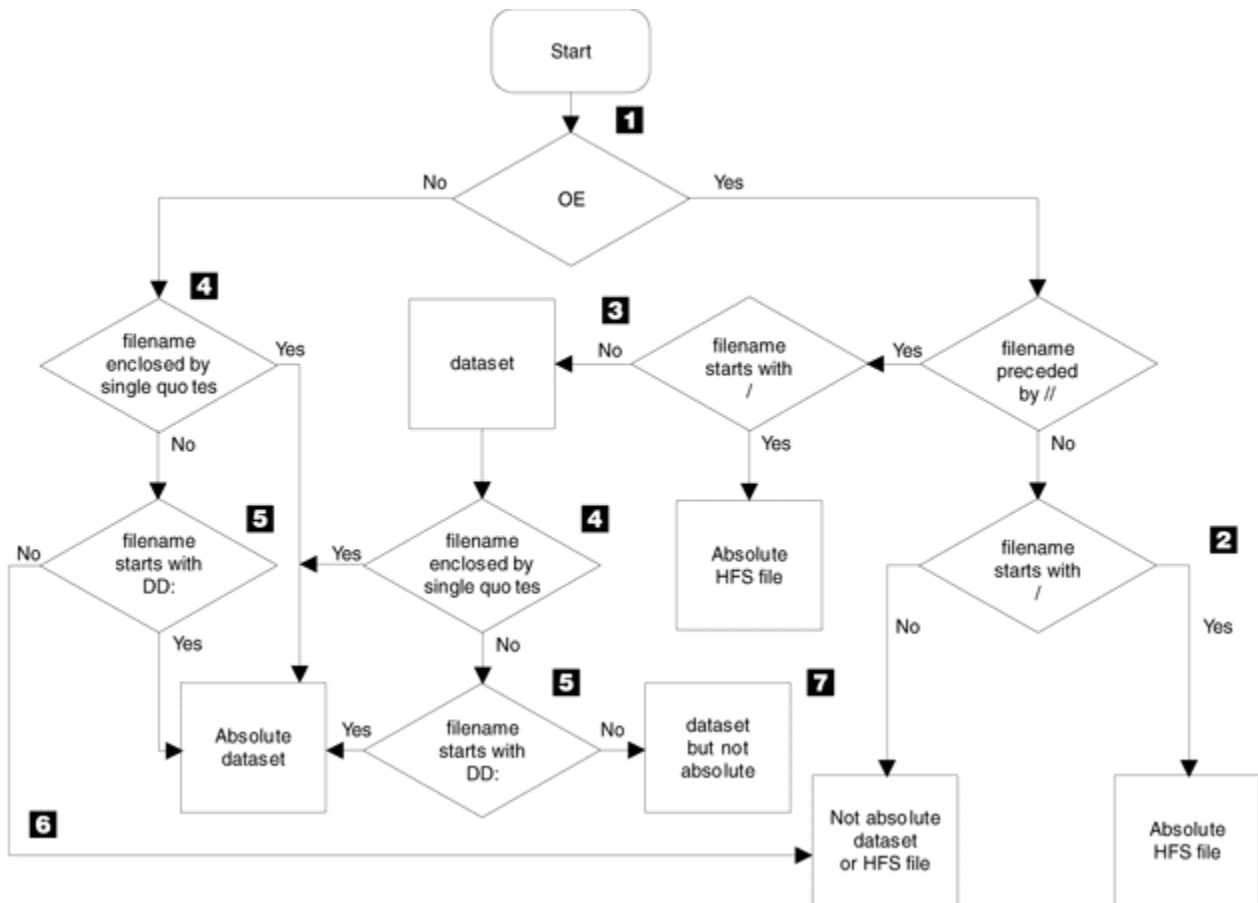 Start
1
OE
No
Yes
4
filename
enclosed by
single quo tes
Yes
No
dataset
3
No
filename
starts with
/
Yes
Yes
filename
preceded
by //
No
5
No
filename
starts with
DD:
Yes
4
Yes
filename
enclosed by
single quo tes
No
Absolute
HFS file
2
filename
starts with
/
No
Yes
Absolute
dataset
5
Yes
filename
starts with
DD:
No
7
dataset
but not
absolute
6
Not absolute
dataset
or HFS file
Absolute
HFS file